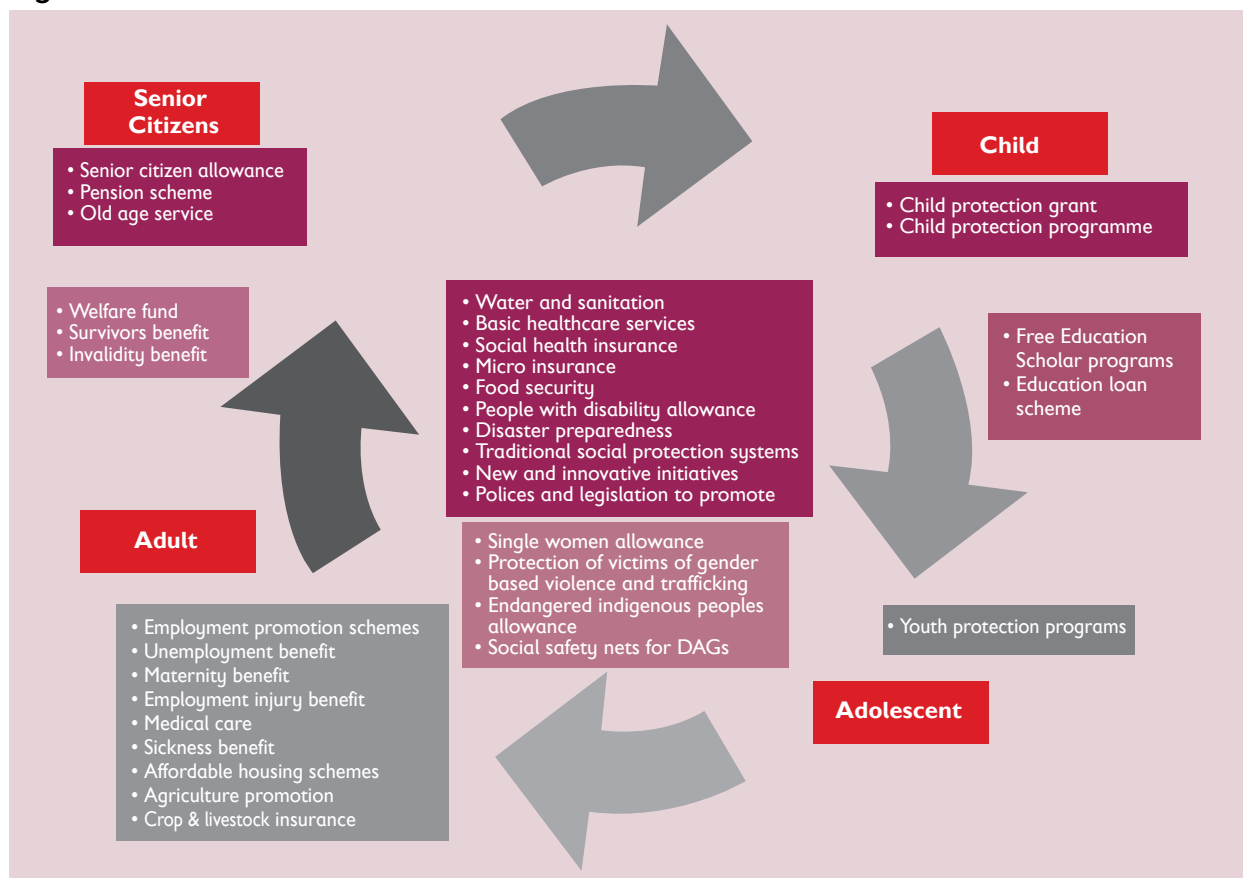 Senior
Citizens
• Senior citizen allowance
• Pension scheme
• Old age service
Child
• Child protection grant
• Child protection programme
• Welfare fund
• Survivors benefit
• Invalidity benefit
• Water and sanitation
• Basic healthcare services
• Social health insurance
• Micro insurance
• Food security
• People with disability allowance
• Disaster preparedness
• Traditional social protection systems
• New and innovative initiatives
• Polices and legislation to promote
• Free Education
Scholar programs
• Education loan
scheme
Adult
• Single women allowance
• Protection of victims of gender
based violence and trafficking
• Endangered indigenous peoples
allowance
• Social safety nets for DAGs
• Employment promotion schemes
• Unemployment benefit
• Maternity benefit
• Employment injury benefit
• Medical care
• Sickness benefit
• Affordable housing schemes
• Agriculture promotion
• Crop & livestock insurance
• Youth protection programs
Adolescent